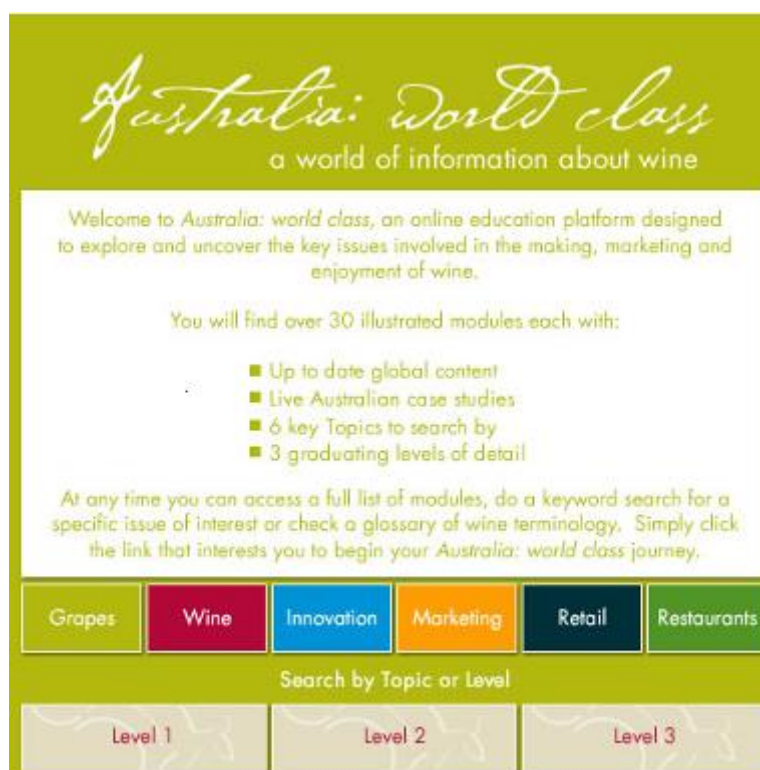 Australia: world class
a world of information about wine
Welcome to Australia: world class, an online education platform designed
to explore and uncover the key issues involved in the making, marketing and
enjoyment of wine.
You will find over 30 illustrated modules each with:
Up to date global content
Live Australian case studies
6 key Topics to search by
3 graduating levels of detail
At any time you can access a full list of modules, do a keyword search for a
specific issue of interest or check a glossary of wine terminology. Simply click
the link that interests you to begin your Australia: world class journey.
Grapes Wine Innovation Marketing Retail Restaurants
Search by Topic or Level
Level 1 Level 2 Level 3